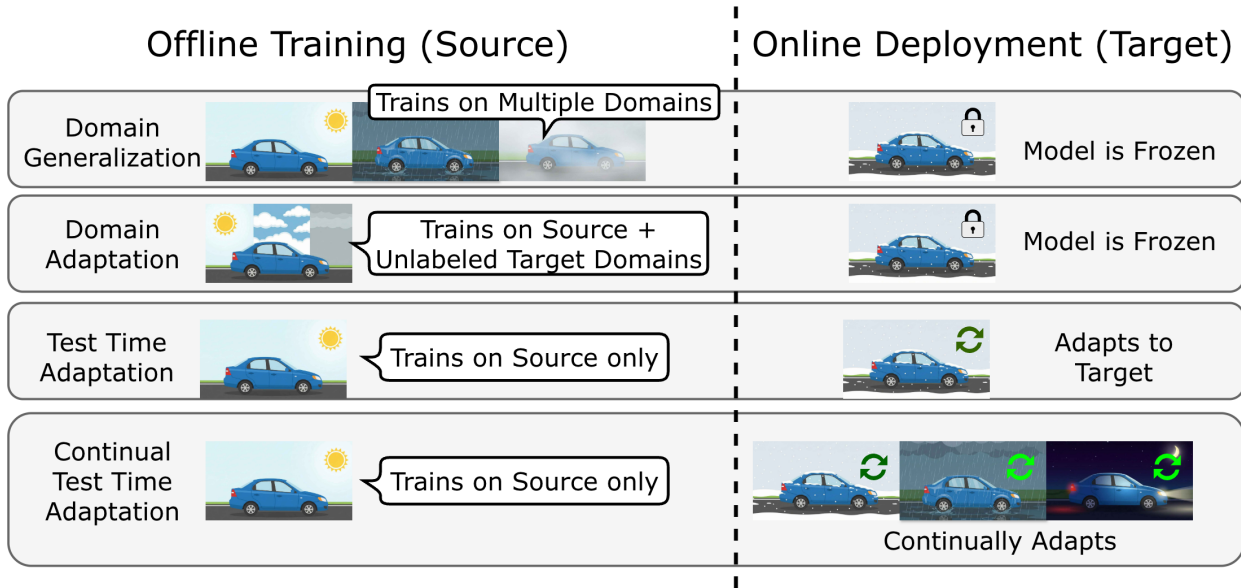 Offline Training (Source)
Online Deployment (Target)
Domain
Generalization
Trains on Multiple Domains
Model is Frozen
Domain
Adaptation
Trains on Source +
Unlabeled Target Domains
Model is Frozen
Test Time
Adaptation
Trains on Source only
Adapts to
Target
Continual
Test Time
Adaptation
Trains on Source only
Continually Adapts